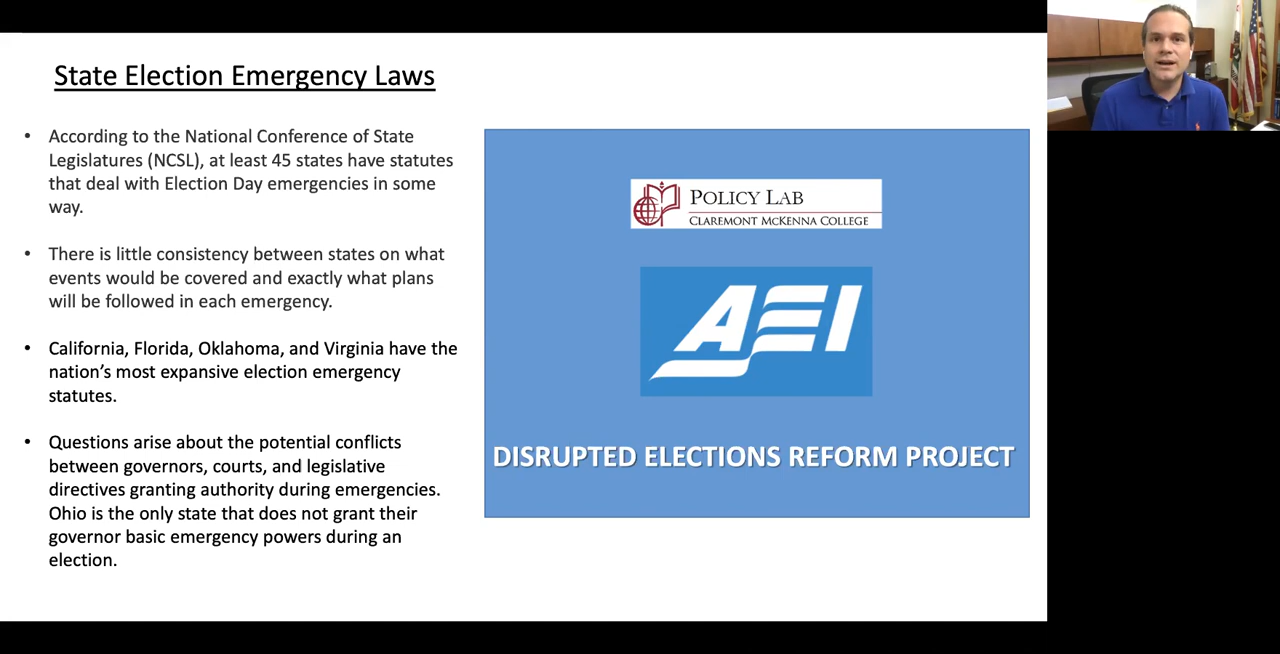 State Election Emergency Laws
• According to the National Conference of State
Legislatures (NCSL), at least 45 states have statutes
that deal with Election Day emergencies in some
way.
• There is little consistency between states on what
events would be covered and exactly what plans
will be followed in each emergency.
• California, Florida, Oklahoma, and Virginia have the
nation’s most expansive election emergency
statutes.
• Questions arise about the potential conflicts
between governors, courts, and legislative
directives granting authority during emergencies.
Ohio is the only state that does not grant their
governor basic emergency powers during an
election.
POLICY LAB
CLAREMONT MCKENNA COLLEGE
AEI
DISRUPTED ELECTIONS REFORM PROJECT